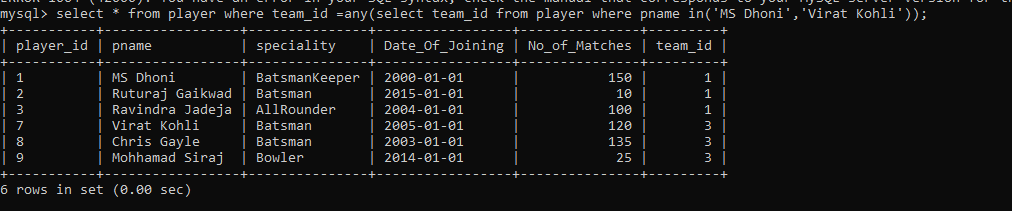 mysql> select * from player where team_id =any(select team_id from player where pname in('MS Dhoni','Virat Kohli'));
+-----------+-----------------+---------------+-----------------+---------------+---------+
| player_id | pname           | speciality    | Date_Of_Joining | No_of_Matches | team_id |
+-----------+-----------------+---------------+-----------------+---------------+---------+
| 1         | MS Dhoni        | BatsmanKeeper | 2000-01-01      |           150 |       1 |
| 2         | Ruturaj Gaikwad | Batsman       | 2015-01-01      |            10 |       1 |
| 3         | Ravindra Jadeja | AllRounder    | 2004-01-01      |           100 |       1 |
| 7         | Virat Kohli     | Batsman       | 2005-01-01      |           120 |       3 |
| 8         | Chris Gayle     | Batsman       | 2003-01-01      |           135 |       3 |
| 9         | Mohhamad Siraj  | Bowler        | 2014-01-01      |            25 |       3 |
+-----------+-----------------+---------------+-----------------+---------------+---------+
6 rows in set (0.00 sec)